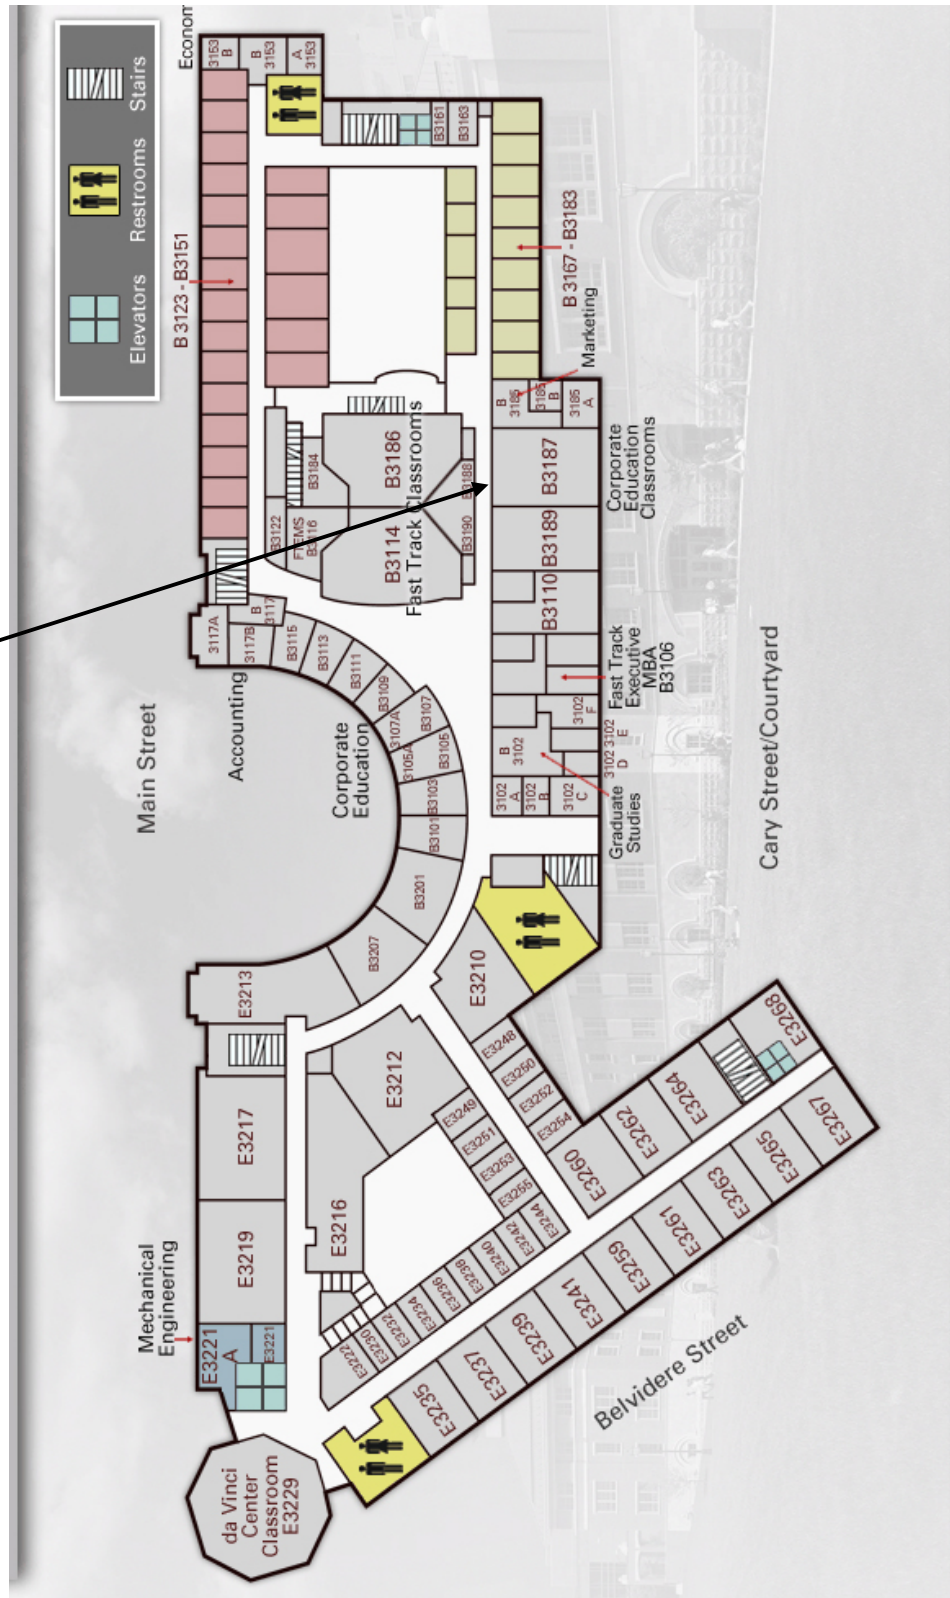 Elevators
Restrooms
Stairs
Main Street
Mechanical
Engineering
E3221
A
E3221
E3219
E3217
E3213
da Vinci
Center
Classroom
E3229
E3216
E3212
B3207
B3201
B3101
B3103
3105A
B3105
3107A
B3107
B3109
B3111
B3113
B3115
3117B
B
3117
3117A
Accounting
Corporate
Education
B 3123 - B3151
Econom
3153
B
B
3153
A
3153
B3161
B3163
B 3167 - B3183
Marketing
B
3185
3185
B
3185
A
B3122
FTEMS
B3116
B3184
B3114
B3186
Fast Track Classrooms
B3190
B3188
B3187
B3189
B3110
Corporate
Education
Classrooms
Fast Track
Executive
MBA
B3106
3102
F
3102
E
3102
D
B
3102
3102
A
3102
B
3102
C
Graduate
Studies
Cary Street/Courtyard
E3210
E3248
E3250
E3252
E3254
E3249
E3251
E3253
E3255
E3222
E3230
E3232
E3234
E3236
E3238
E3240
E3242
E3244
E3235
E3237
E3239
E3241
E3259
E3261
E3263
E3265
E3267
E3260
E3262
E3264
E3268
Belvidere Street